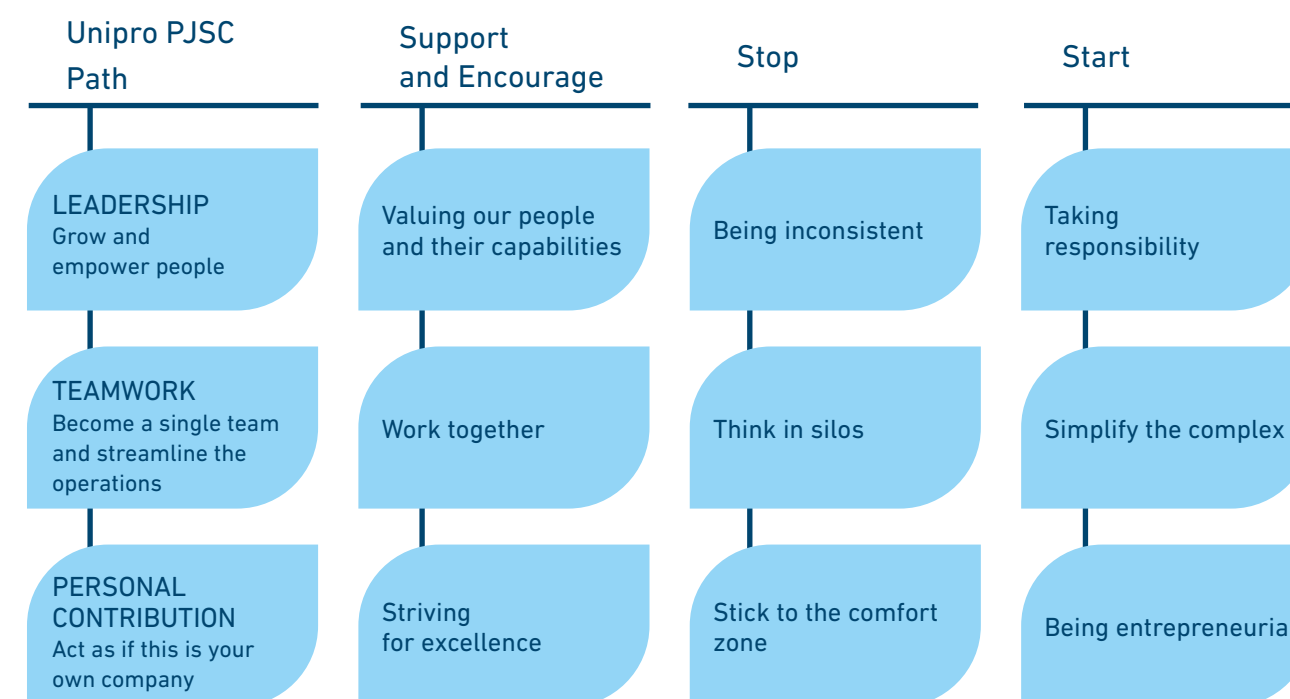 Unipro PJSC
Path
Support
and Encourage
Stop
Start
LEADERSHIP
Grow and
empower people
Valuing our people
and their capabilities
Being inconsistent
Taking
responsibility
TEAMWORK
Become a single team
and streamline the
operations
Work together
Think in silos
Simplify the complex
PERSONAL
CONTRIBUTION
Act as if this is your
own company
Striving
for excellence
Stick to the comfort
zone
Being entrepreneuria